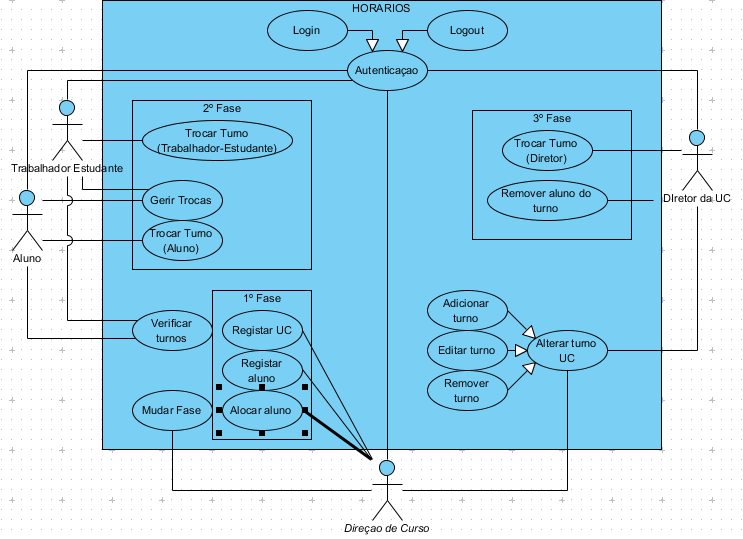 HORARIOS
Login
Logout
Autenticaçao
2º Fase
Trocar Turno
(Trabalhador-Estudante)
Gerir Trocas
Trocar Turno
(Aluno)
3º Fase
Trocar Turno
(Diretor)
Remover aluno do
turno
Trabalhador Estudante
Aluno
DIretor da UC
1º Fase
Registar UC
Registar
aluno
Alocar aluno
Verificar
turnos
Mudar Fase
Adicionar
turno
Editar turno
Remover
turno
Alterar turno
UC
Direçao de Curso